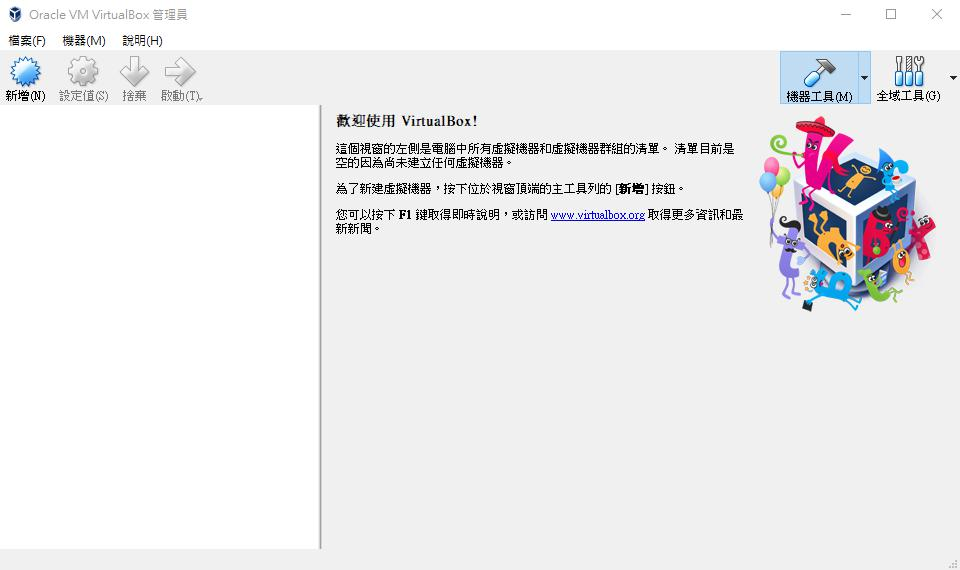 Oracle VM VirtualBox 管理員
檔案(F) 機器(M) 說明(H)
新增(N) 設定值(S) 捨棄 啟動(T) 機器工具(M) 全域工具(G)
歡迎使用 VirtualBox!
這個視窗的左側是電腦中所有虛擬機器和虛擬機器群組的清單。 清單目前是
空的因為尚未建立任何虛擬機器。
為了新建虛擬機器，按下位於視窗頂端的主工具列的 [新增] 按鈕。
您可以按下 F1 鍵取得即時說明，或訪問 www.virtualbox.org 取得更多資訊和最
新新聞。